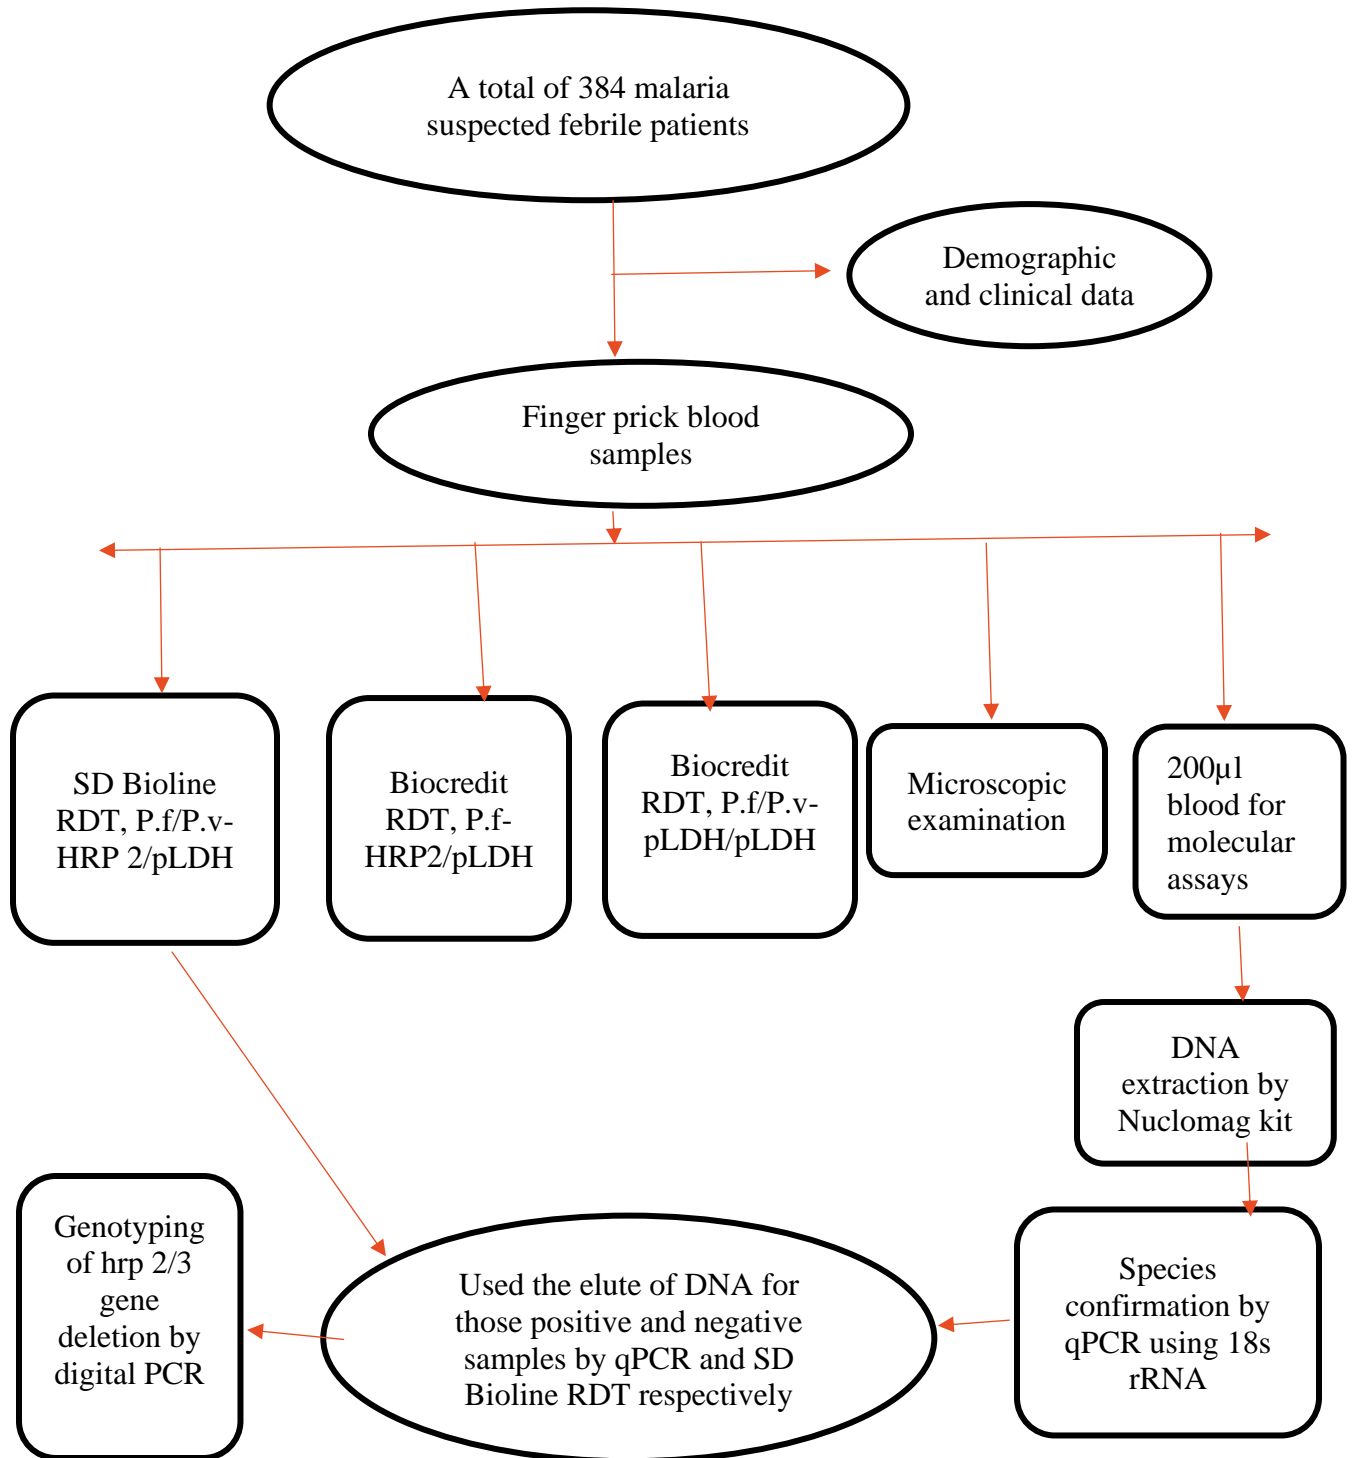 A total of 384 malaria
suspected febrile patients
Demographic
and clinical data
Finger prick blood
samples
SD Bioline
RDT, P.f/P.v-
HRP 2/pLDH
Biocredit
RDT, P.f-
HRP2/pLDH
Biocredit
RDT, P.f/P.v-
pLDH/pLDH
Microscopic
examination
200µl
blood for
molecular
assays
DNA
extraction by
Nuclomag kit
Genotyping
of hrp 2/3
gene
deletion by
digital PCR
Used the elute of DNA for
those positive and negative
samples by qPCR and SD
Bioline RDT respectively
Species
confirmation by
qPCR using 18s
rRNA